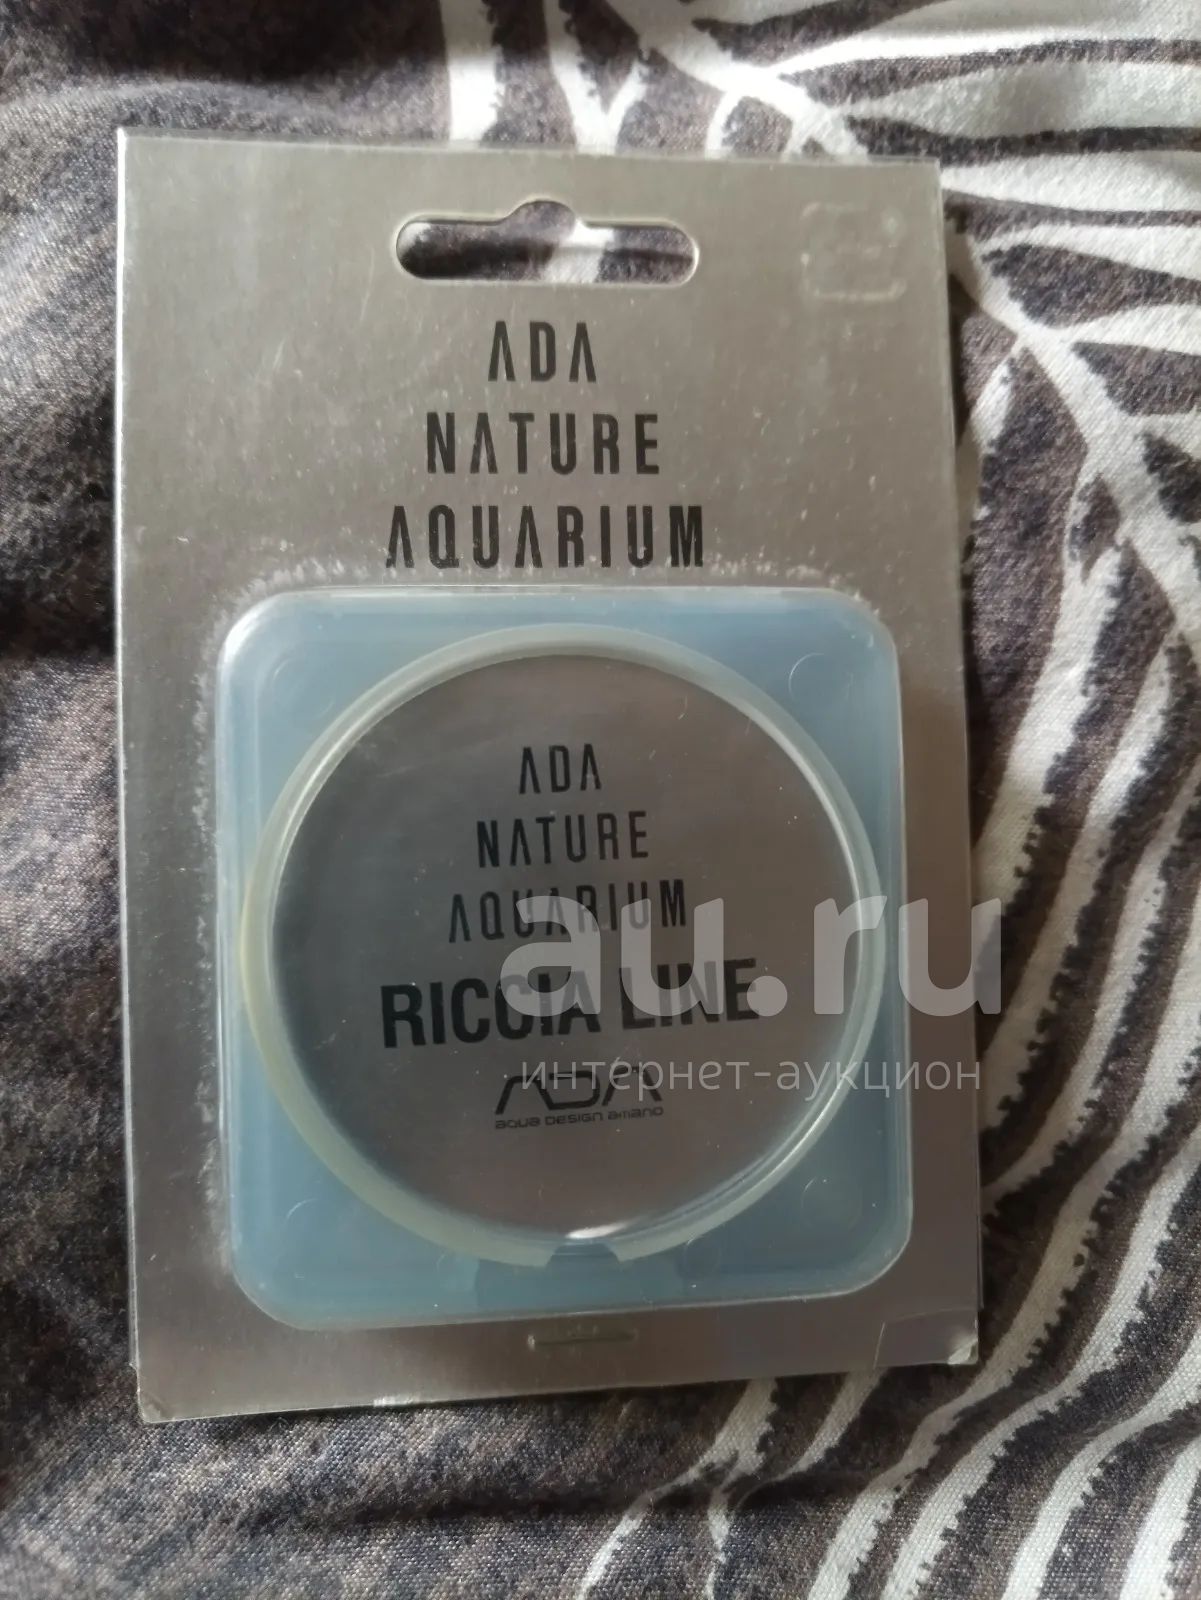 ADA
NATURE
AQUARIUM
ADA
NATURE
AQUARIUM
RICCIA LINE
ADA
AQUA DESIGN AMANO
au.ru
интернет-аукцион